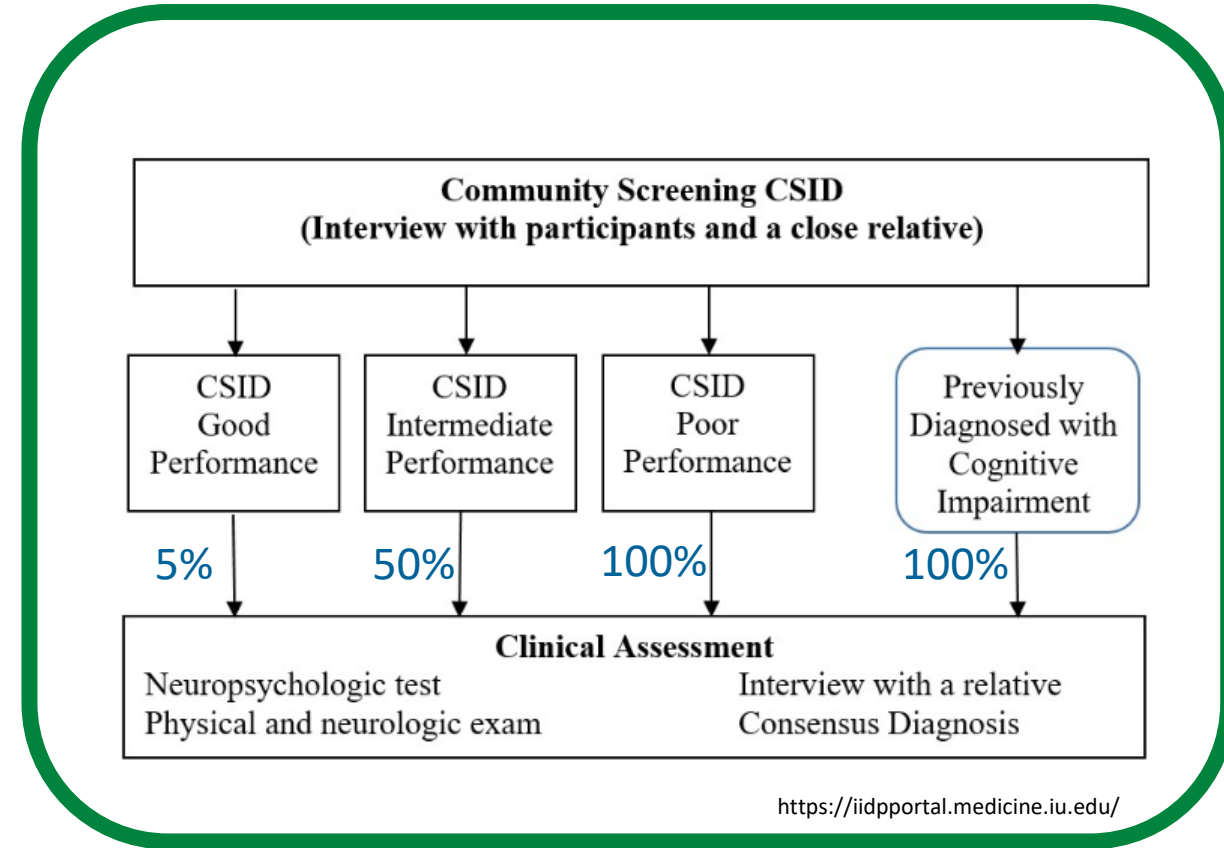 Community Screening CSID
(Interview with participants and a close relative)
CSID
Good
Performance
CSID
Intermediate
Performance
CSID
Poor
Performance
Previously
Diagnosed with
Cognitive
Impairment
5%
50%
100%
100%
Clinical Assessment
Neuropsychologic test
Physical and neurologic exam
Interview with a relative
Consensus Diagnosis
https://iidpportal.medicine.iu.edu/